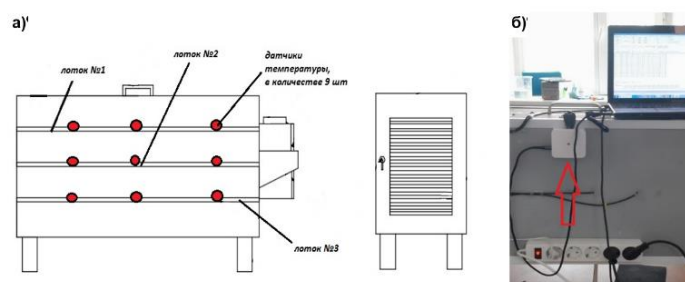 а)
б)
лоток №2
датчики
температуры,
в количестве 9 шт
лоток №1
лоток №3